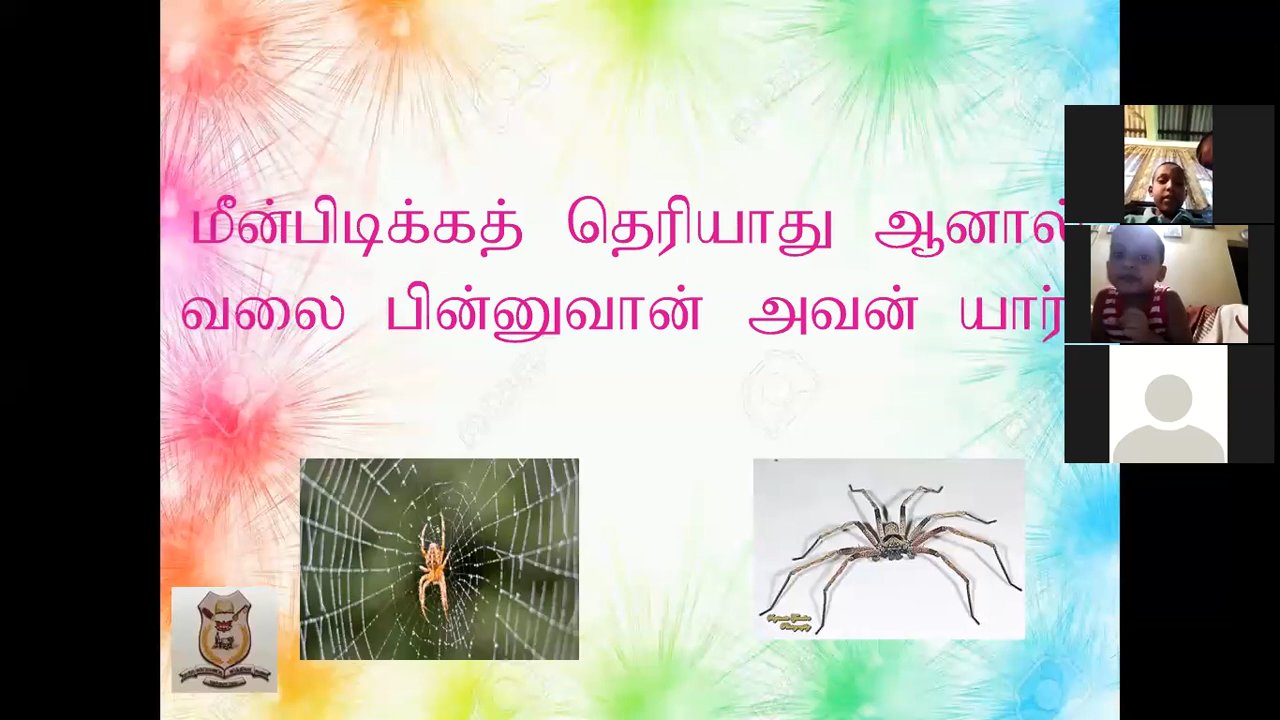 மீன்பிடிக்கத் தெரியாது ஆனால்
வலை பின்னுவான் அவன் யார்